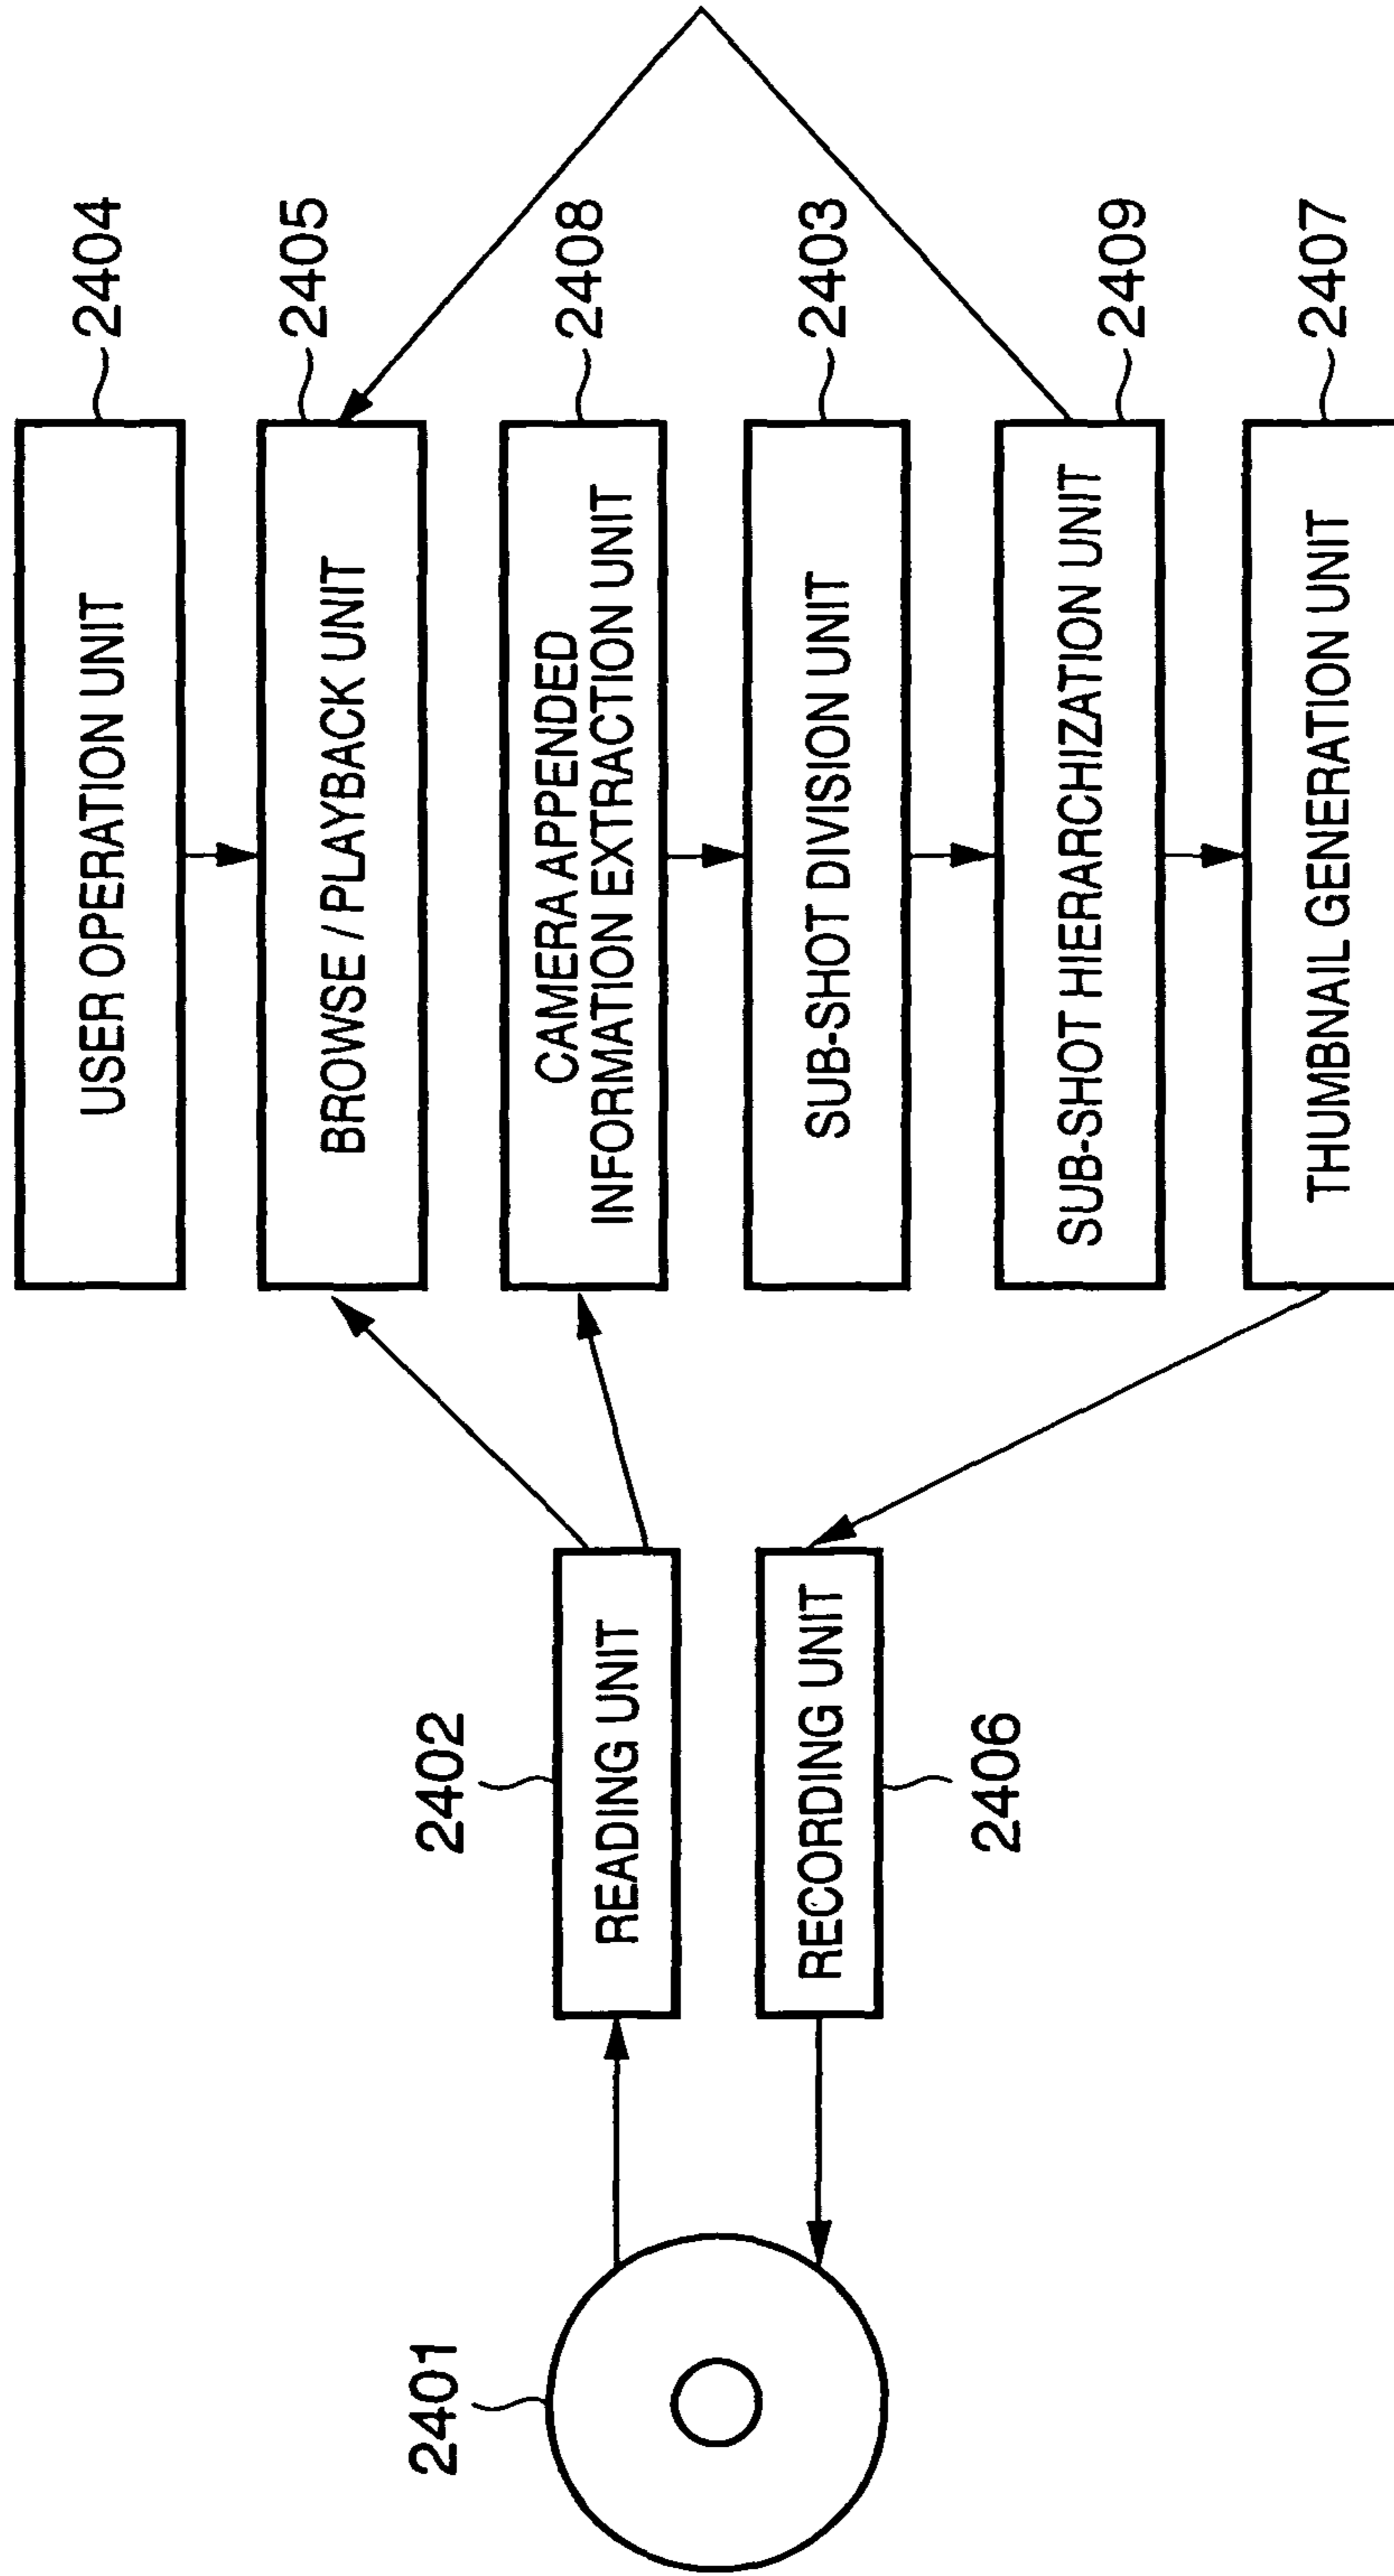 2401
2402
READING UNIT
RECORDING UNIT
2406
USER OPERATION UNIT
2404
BROWSE / PLAYBACK UNIT
2405
CAMERA APPENDED
INFORMATION EXTRACTION UNIT
2408
SUB-SHOT DIVISION UNIT
2403
SUB-SHOT HIERARCHIZATION UNIT
2409
THUMBNAIL GENERATION UNIT
2407